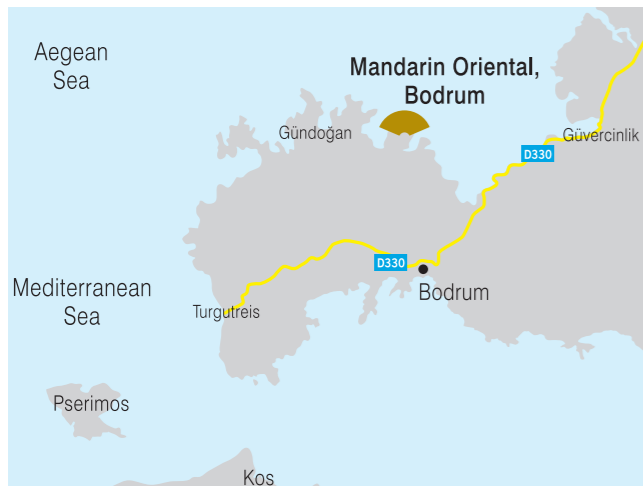 Aegean
Sea
Mandarin Oriental,
Bodrum
Gündoğan
Güvercinlik
D330
D330
Mediterranean
Sea
Turgutreis
Bodrum
Pserimos
Kos